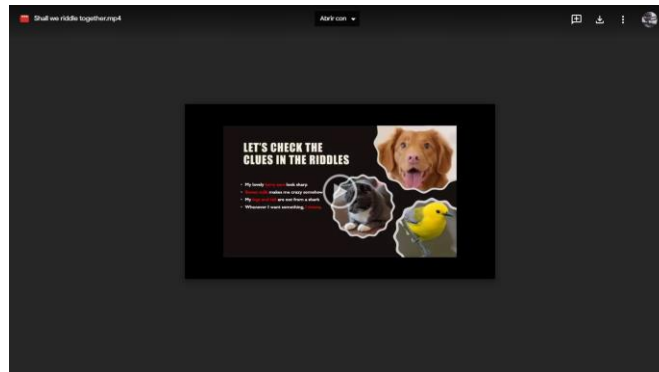 Shall we riddle together.mp4
Abrir con
LET'S CHECK THE
CLUES IN THE RIDDLES
• My lovely look sharp
• makes me crazy somehow
• My are not from a shark
• Whenever I want something, I